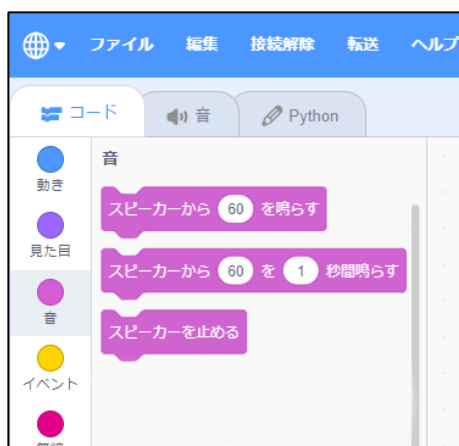 ファイル 編集 接続解除 転送 ヘルプ
コード 音 Python
動き
見た目
音
イベント
音
スピーカーから 60 を鳴らす
スピーカーから 60 を 1 秒間鳴らす
スピーカーを止める